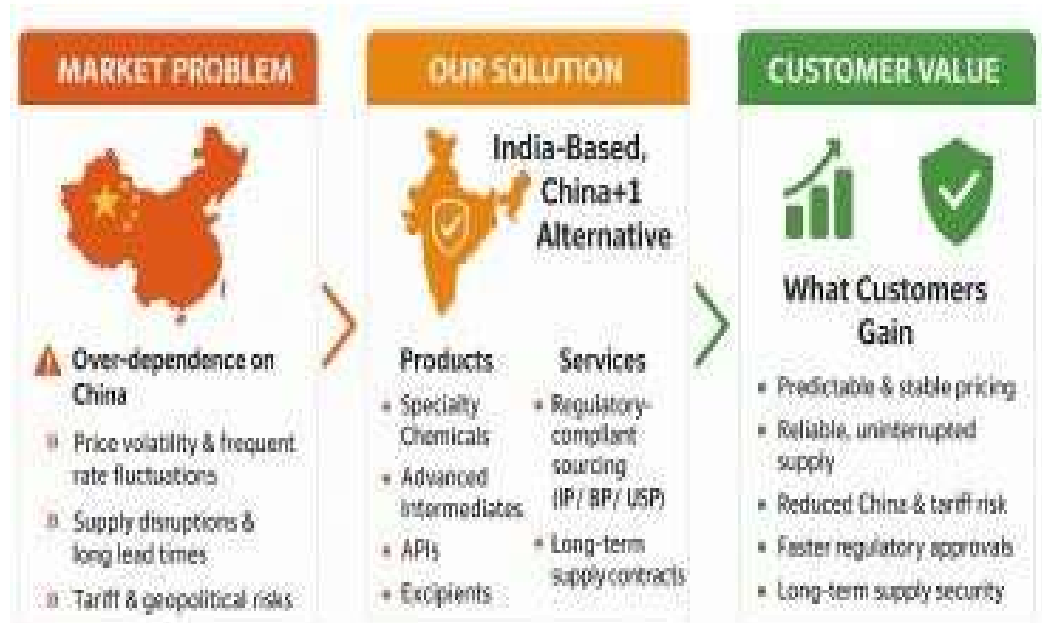 MARKET PROBLEM
Over-dependence on
China
Price volatility & frequent
rate fluctuations
Supply disruptions &
long lead times
Tariff & geopolitical risks
OUR SOLUTION
India-Based,
China+1
Alternative
Products
• Specialty
Chemicals
• Advanced
Intermediates
• APIs
• Excipients
Services
• Regulatory-
compliant
sourcing
(IP/ BP/ USP)
• Long-term
supply contracts
CUSTOMER VALUE
What Customers
Gain
• Predictable & stable pricing
• Reliable, uninterrupted
supply
• Reduced China & tariff risk
• Faster regulatory approvals
• Long-term supply security